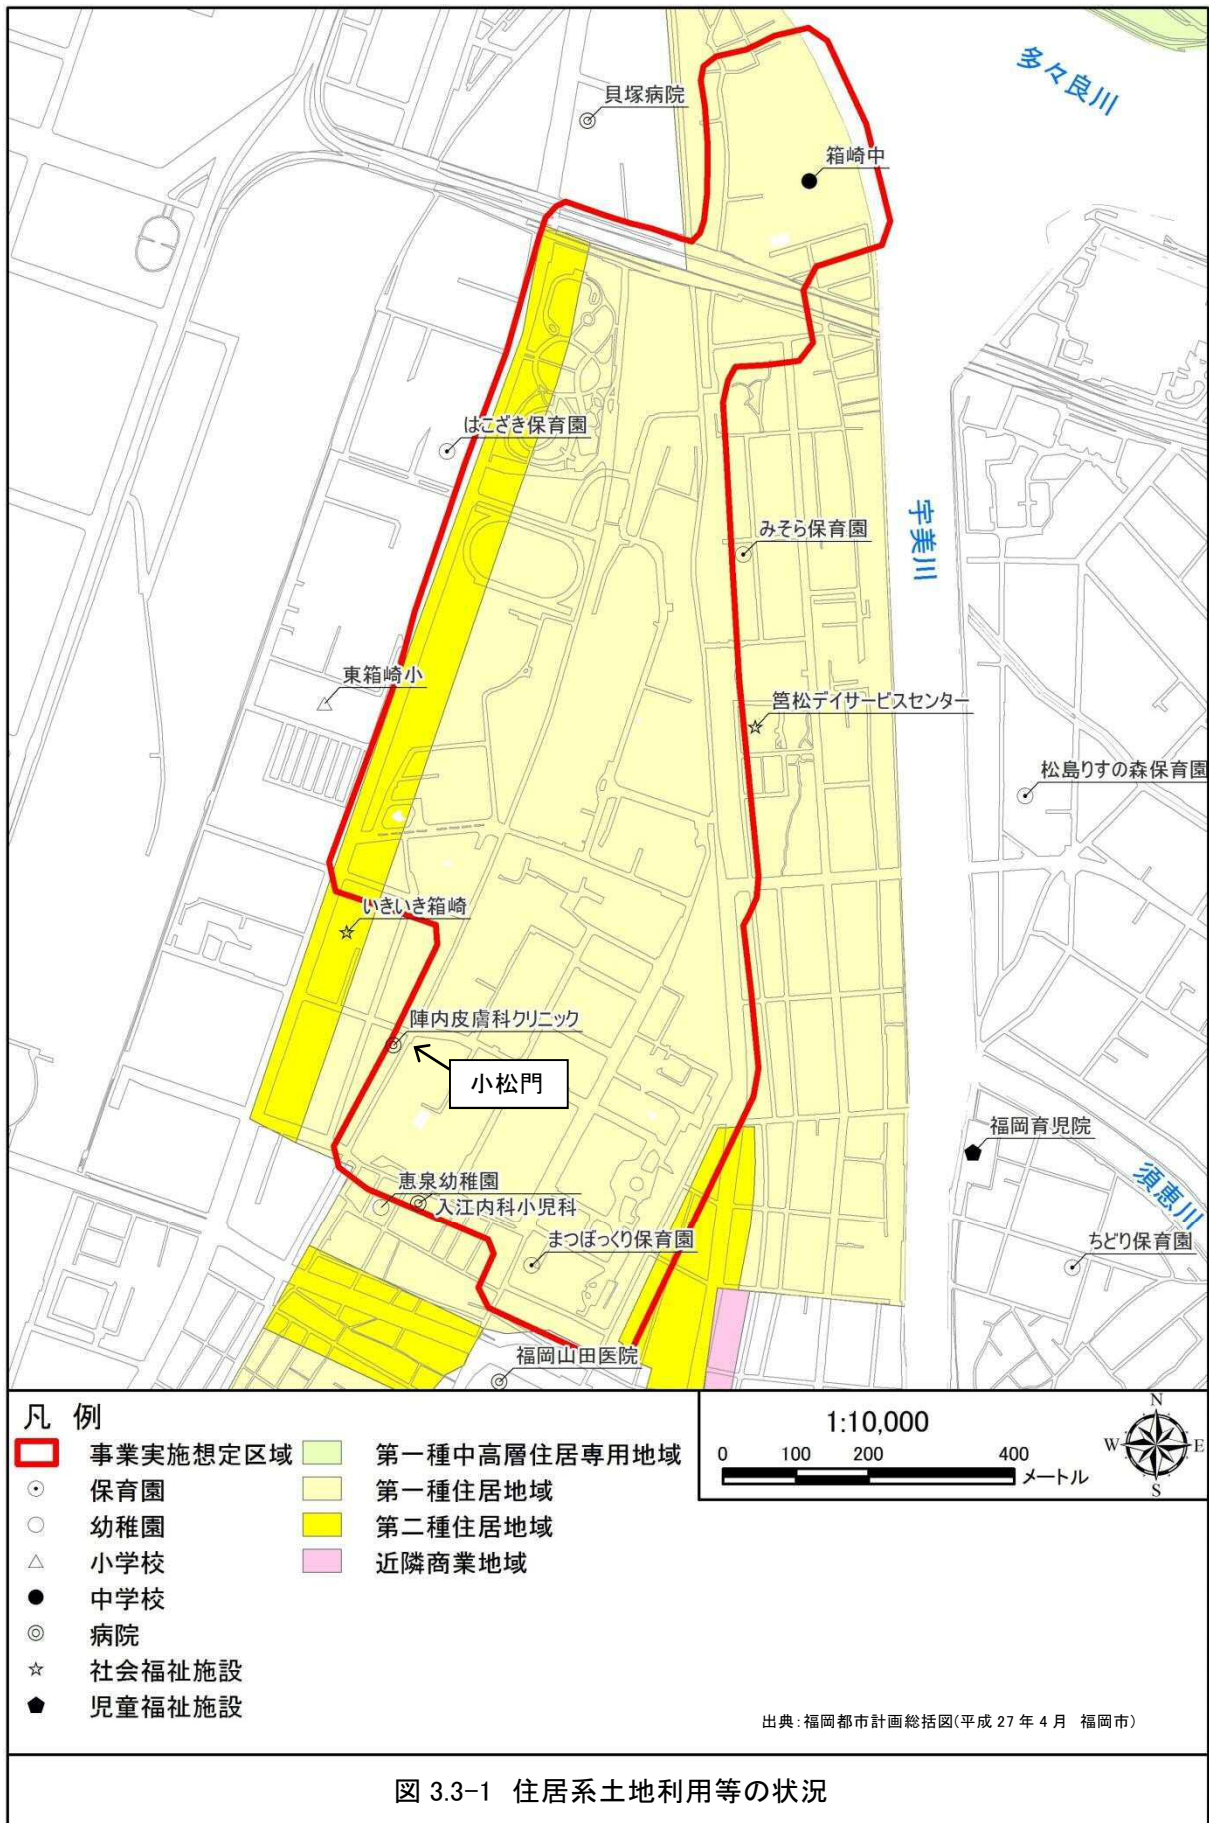 多々良川
貝塚病院
箱崎中
はこざき保育園
みそら保育園
宇美川
東箱崎小
筥松デイサービスセンター
松島りすの森保育園
いきいき箱崎
陣内皮膚科クリニック
小松門
福岡育児院
須恵川
恵泉幼稚園
入江内科小児科
まつぼっくり保育園
ちどり保育園
福岡山田医院
凡 例
事業実施想定区域
保育園
幼稚園
小学校
中学校
病院
社会福祉施設
児童福祉施設
第一種中高層住居専用地域
第一種住居地域
第二種住居地域
近隣商業地域
1:10,000
0 100 200 400
メートル
N
W E
S
出典:福岡都市計画総括図(平成 27 年 4 月 福岡市)
図 3.3-1 住居系土地利用等の状況